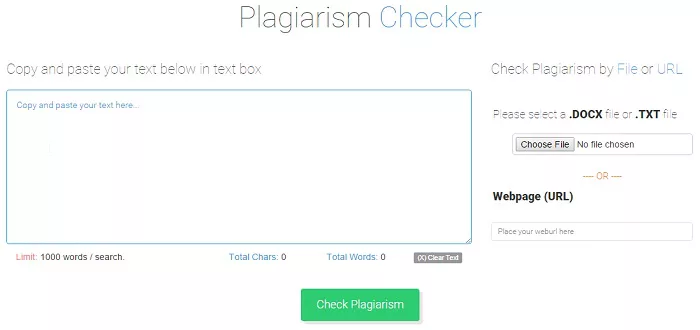 Plagiarism Checker
Copy and paste your text below in text box
Copy and paste your text here...
Limit: 1000 words / search.
Total Chars: 0
Total Words: 0
(X) Clear Text
Check Plagiarism by File or URL
Please select a .DOCX file or .TXT file
Choose File No file chosen
---- OR ----
Webpage (URL)
Place your weburl here
Check Plagiarism